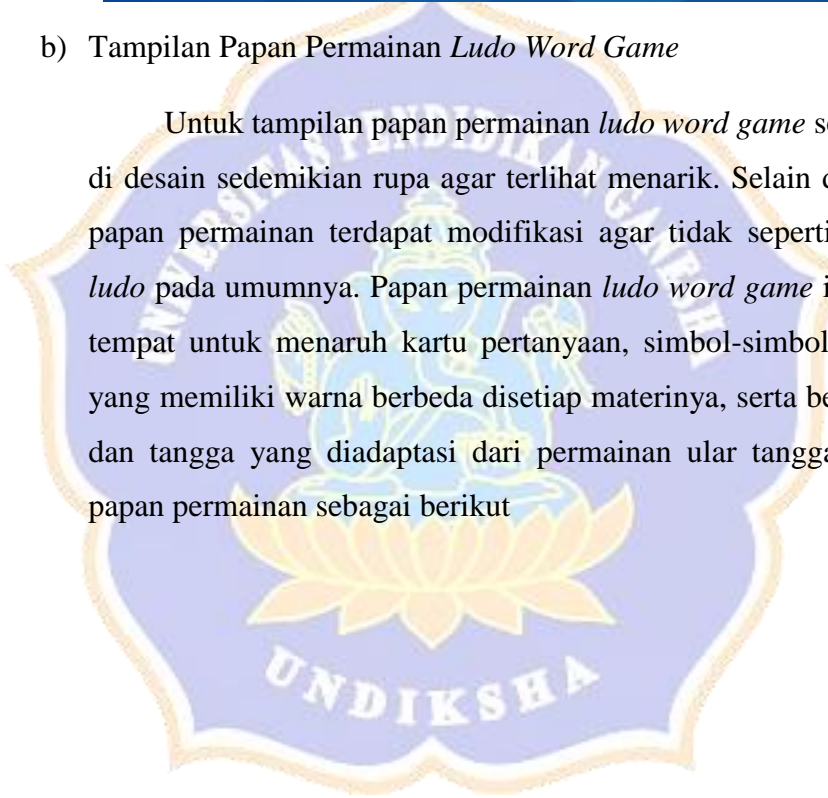 b) Tampilan Papan Permainan Ludo Word Game
Untuk tampilan papan permainan ludo word game
di desain sedemikian rupa agar terlihat menarik. Selain
papan permainan terdapat modifikasi agar tidak seperti
ludo pada umumnya. Papan permainan ludo word game
tempat untuk menaruh kartu pertanyaan, simbol-simbol
yang memiliki warna berbeda disetiap materinya, serta
dan tangga yang diadaptasi dari permainan ular tangga
papan permainan sebagai berikut
UNIVERSITAS PENDIDIKAN GANESHA
UNDIKSHA